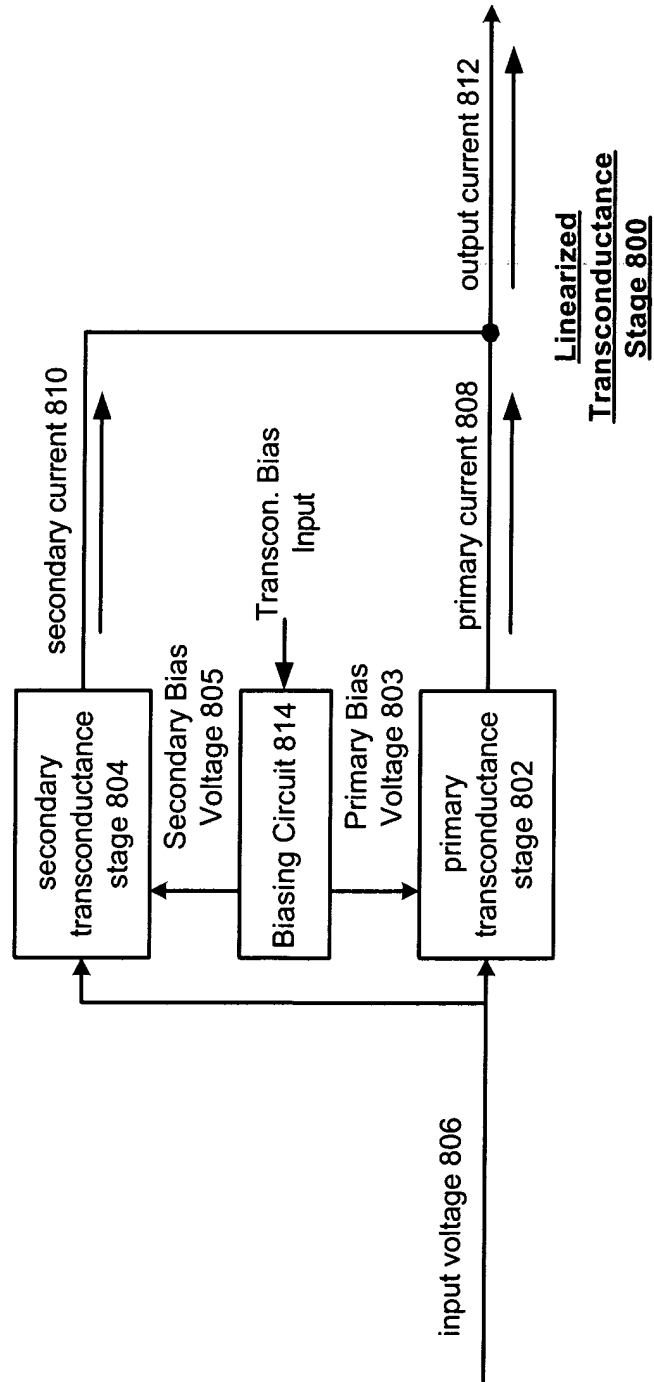 secondary
transconductance
stage 804
secondary current 810
Secondary Bias
Voltage 805
Biasing Circuit 814
Transcon. Bias
Input
Primary Bias
Voltage 803
input voltage 806
primary
transconductance
stage 802
primary current 808
output current 812
Linearized
Transconductance
Stage 800